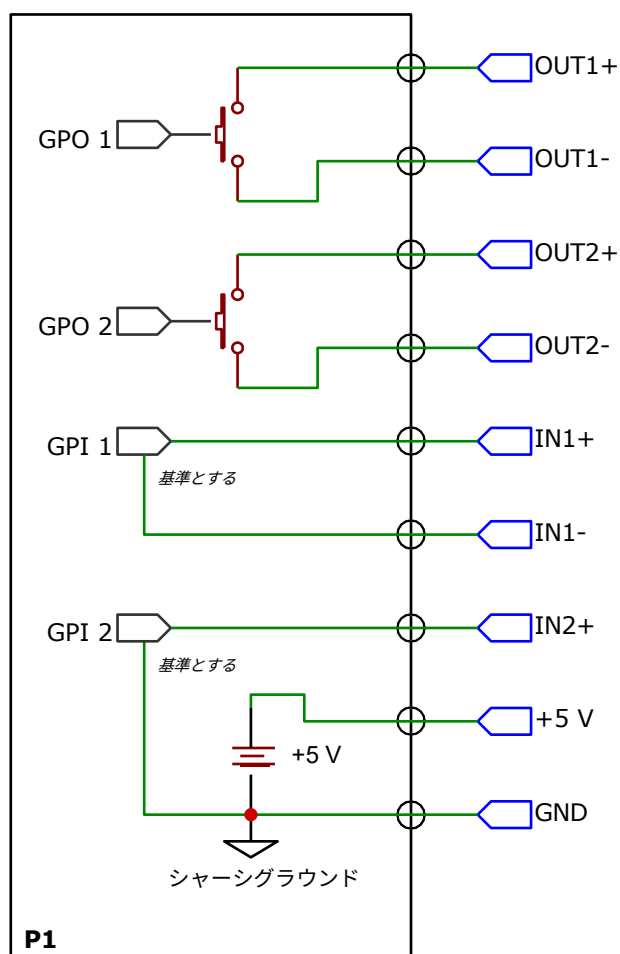 OUT1+
GPO 1
OUT1-
OUT2+
GPO 2
OUT2-
GPI 1
IN1+
基準とする
IN1-
GPI 2
IN2+
基準とする
+5 V
+5 V
GND
シャーシグラウンド
P1